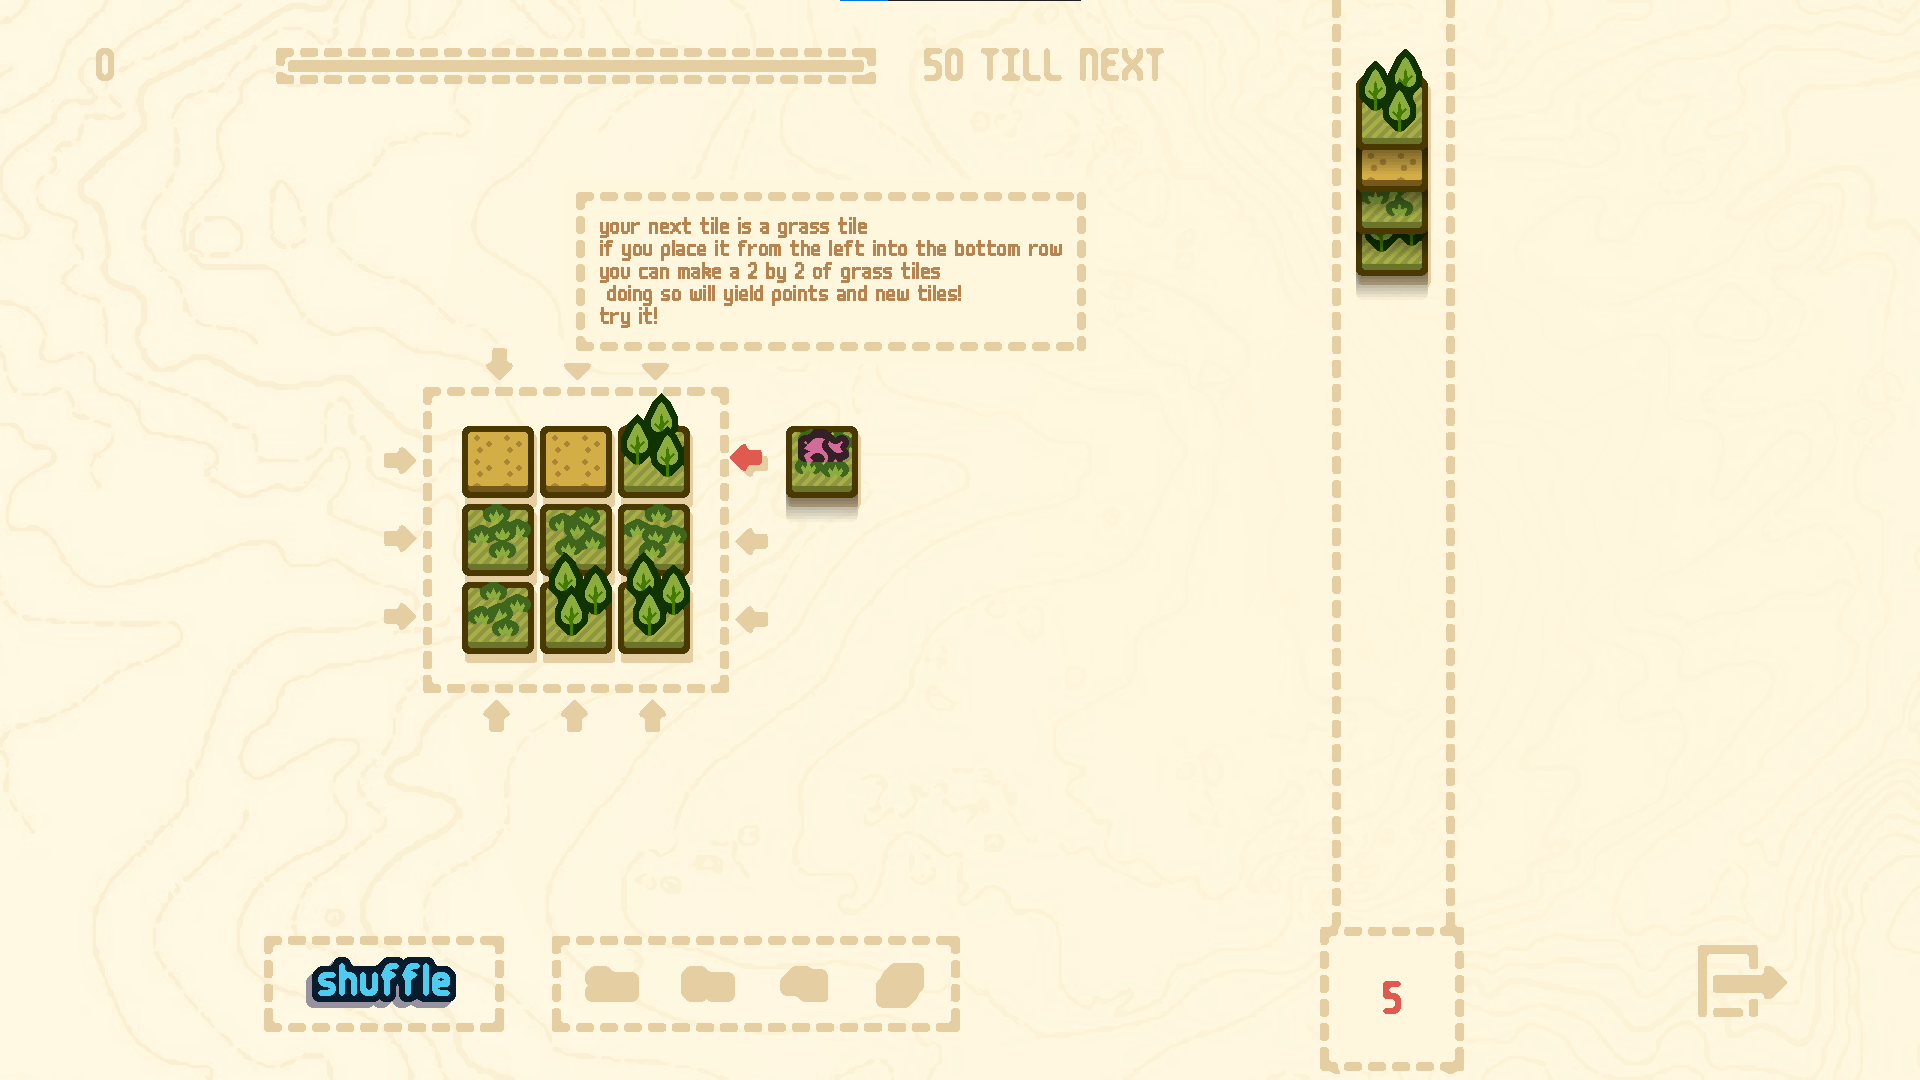 0
50 TILL NEXT
your next tile is a grass tile
if you place it from the left into the bottom row
you can make a 2 by 2 of grass tiles
doing so will yield points and new tiles!
try it!
shuffle
5